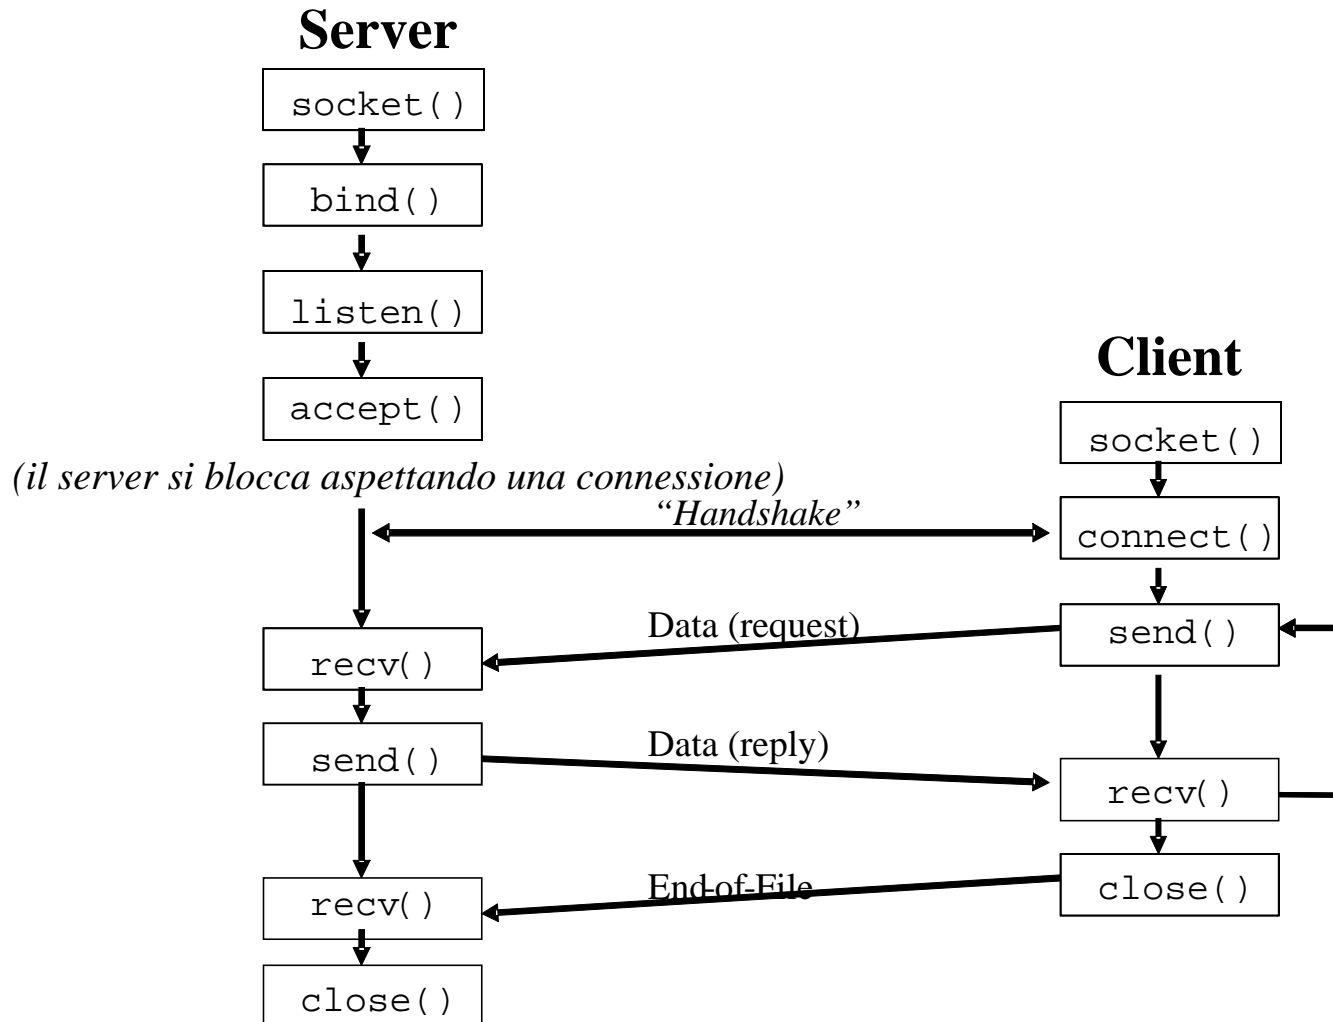 Server
socket()
bind()
listen()
accept()
(il server si blocca aspettando una connessione)
Client
socket()
“Handshake”
connect()
Data (request)
send()
recv()
send()
Data (reply)
recv()
End-of-File
close()
recv()
close()